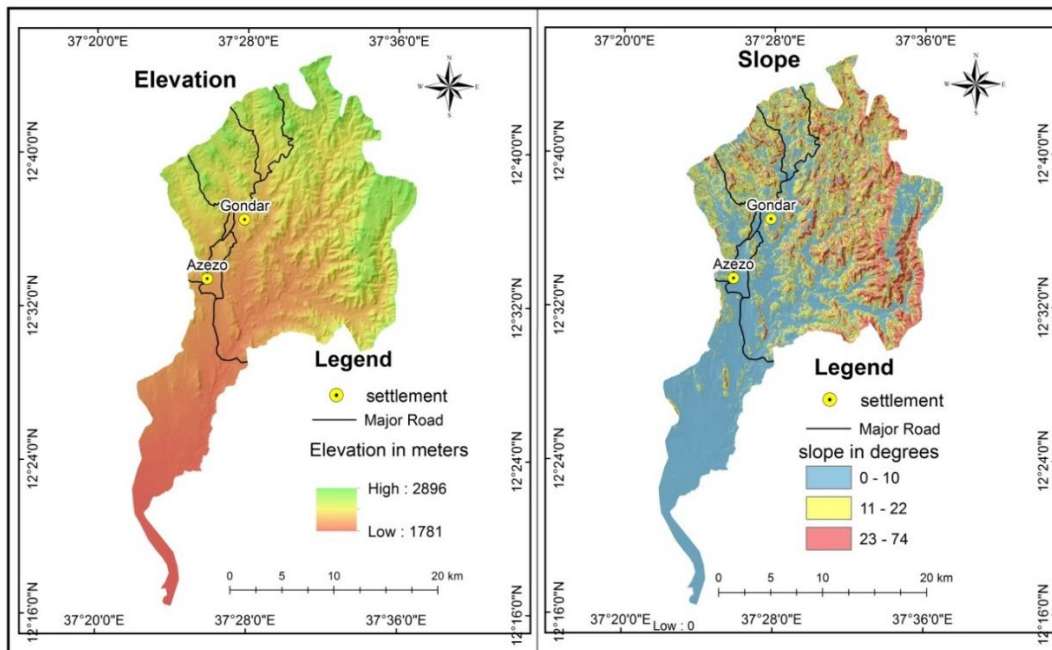 37°20'0"E 37°28'0"E 37°36'0"E
Elevation
N
W E
S
12°40'0"N
12°40'0"N
Gondar
Azezo
12°32'0"N
12°32'0"N
Legend
settlement
Major Road
Elevation in meters
High : 2896
Low : 1781
12°24'0"N
12°24'0"N
0 5 10 20 km
12°16'0"N
12°16'0"N
37°20'0"E 37°28'0"E 37°36'0"E
37°20'0"E 37°28'0"E 37°36'0"E
Slope
N
W E
S
12°40'0"N
12°40'0"N
Gondar
Azezo
12°32'0"N
12°32'0"N
Legend
settlement
Major Road
slope in degrees
0 - 10
11 - 22
23 - 74
12°24'0"N
12°24'0"N
0 5 10 20 km
12°16'0"N
12°16'0"N
Low : 0
37°20'0"E 37°28'0"E 37°36'0"E